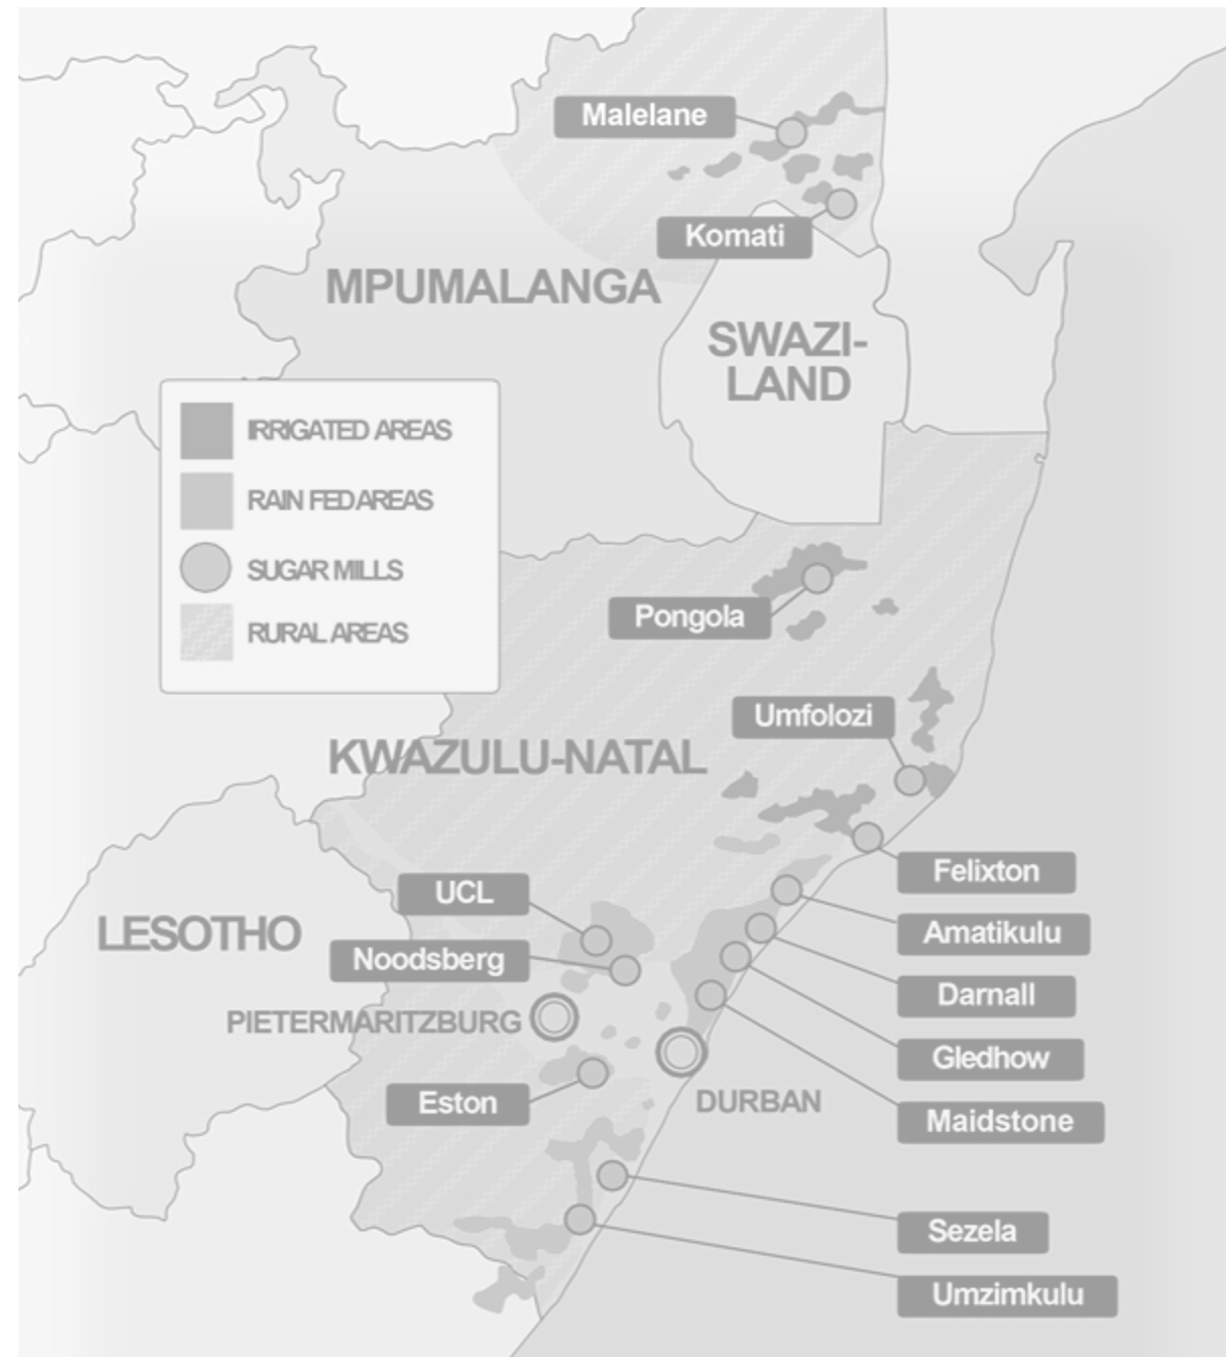 Malelane
Komati
MPUMALANGA
SWAZI-
LAND
IRRIGATED AREAS
RAIN FED AREAS
SUGAR MILLS
RURAL AREAS
Pongola
Umfolozi
KWAZULU-NATAL
Felixton
UCL
LESOTHO
Amatikulu
Noodsberg
Darnall
PIETERMARITZBURG
Gledhow
Eston
DURBAN
Maidstone
Sezela
Umzimkulu